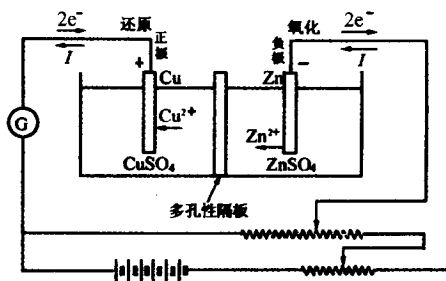 2e⁻ 还原 正极 负极 氧化 2e⁻
I + − I
Cu Zn
G Cu²⁺ Zn²⁺
CuSO₄ ZnSO₄
多孔性隔板